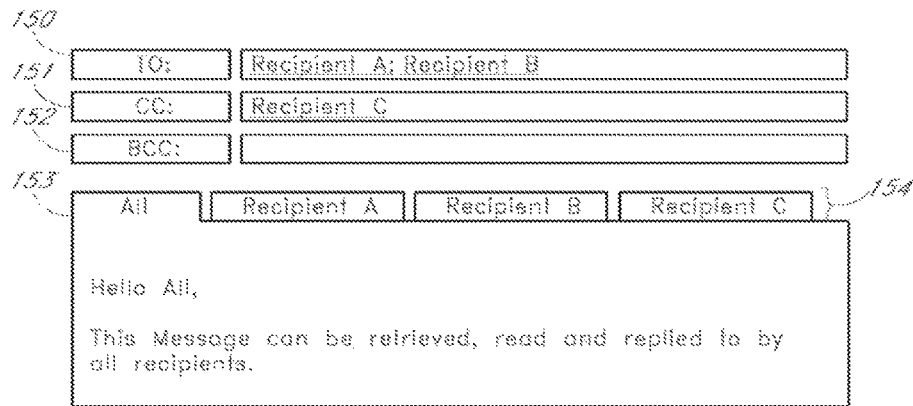 150
TO: Recipient A; Recipient B
151
CC: Recipient C
152
BCC:
153
All Recipient A Recipient B Recipient C 154
Hello All,
This Message can be retrieved, read and replied to by
all recipients.